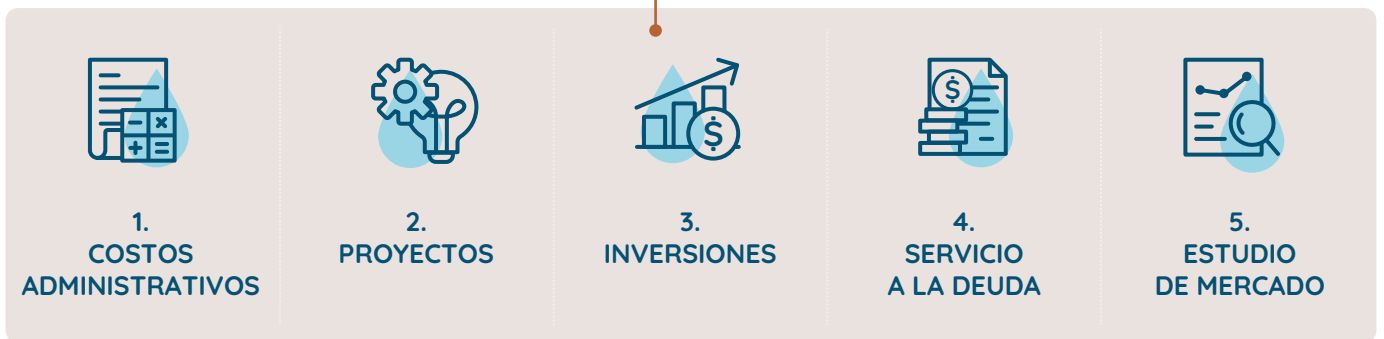 1.
COSTOS
ADMINISTRATIVOS
2.
PROYECTOS
3.
INVERSIONES
4.
SERVICIO
A LA DEUDA
5.
ESTUDIO
DE MERCADO